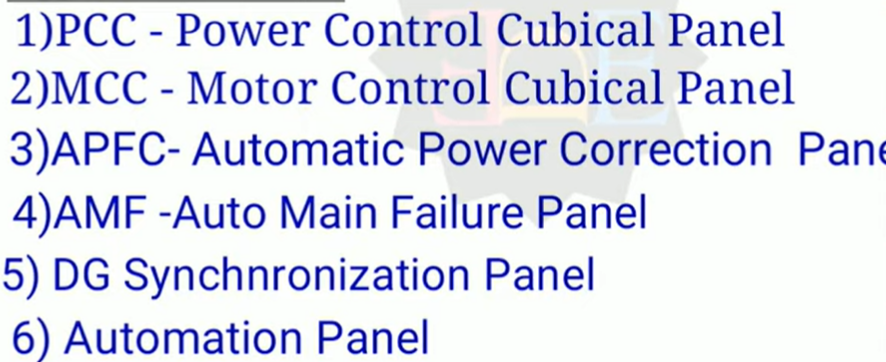 1)PCC - Power Control Cubical Panel
2)MCC - Motor Control Cubical Panel
3)APFC- Automatic Power Correction
4)AMF -Auto Main Failure Panel
5) DG Synchnronization Panel
6) Automation Panel